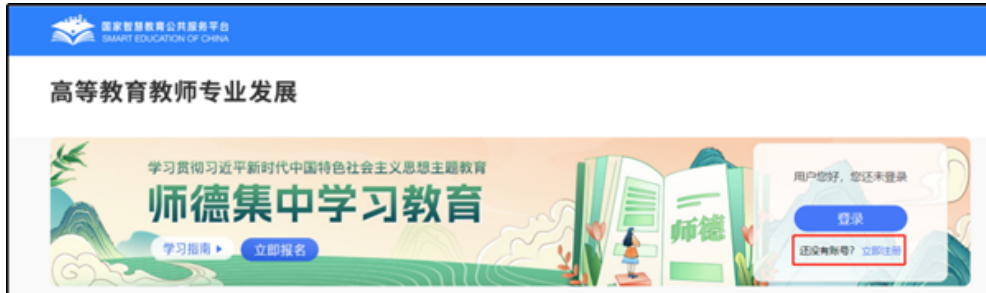 国家智慧教育公共服务平台
SMART EDUCATION OF CHINA
高等教育教师专业发展
学习贯彻习近平新时代中国特色社会主义思想主题教育
师德集中学习教育
学习指南
立即报名
师德
用户您好，您还未登录
登录
还没有账号？ 立即注册